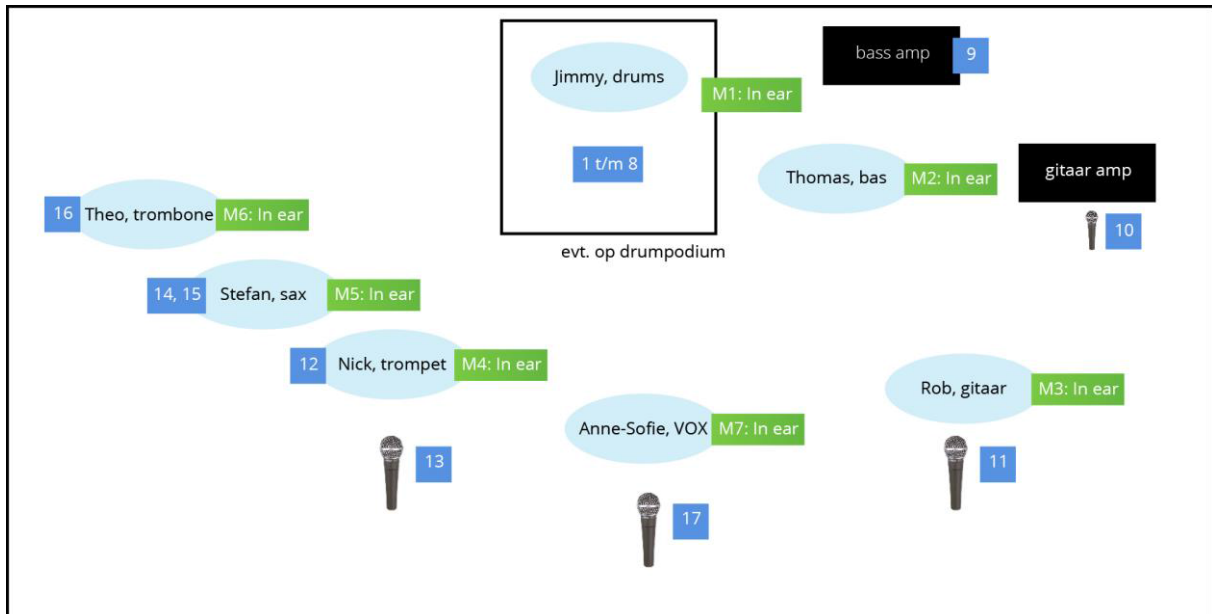 Jimmy, drums
M1: In ear
bass amp
9
1 t/m 8
evt. op drumpodium
Thomas, bas
M2: In ear
gitaar amp
10
16
Theo, trombone
M6: In ear
14, 15
Stefan, sax
M5: In ear
12
Nick, trompet
M4: In ear
13
Anne-Sofie, VOX
M7: In ear
17
Rob, gitaar
M3: In ear
11